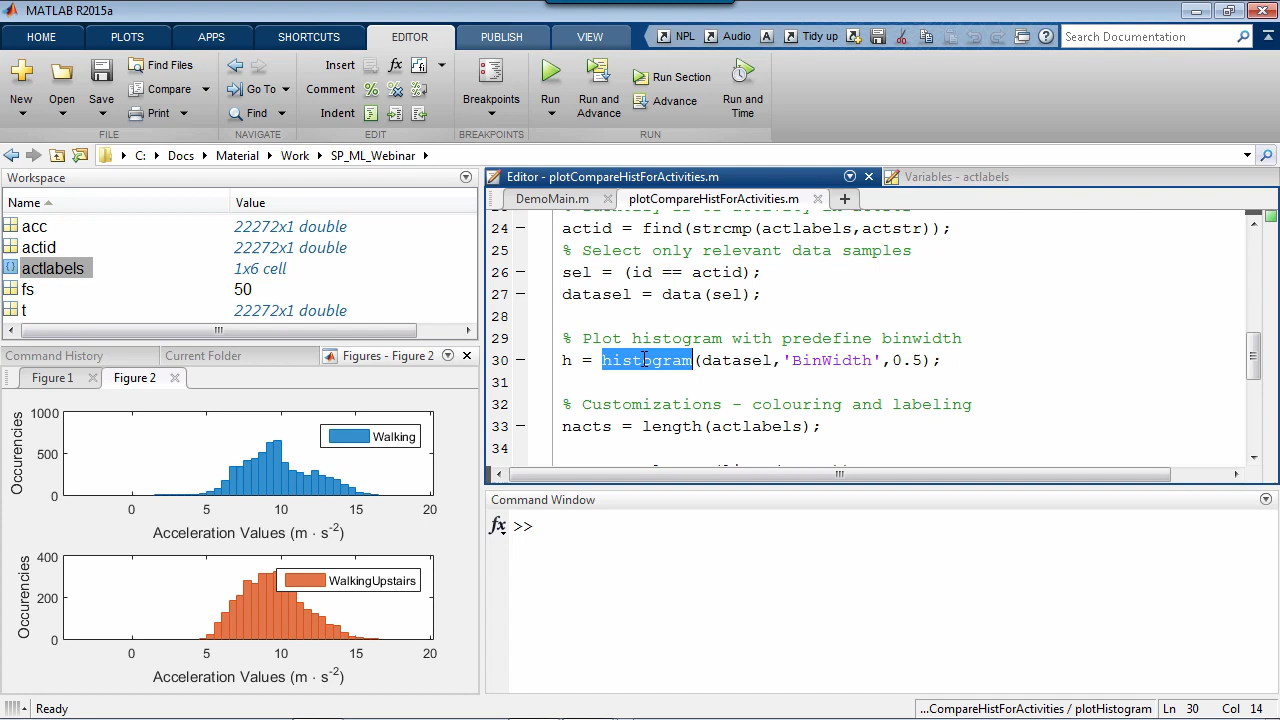 MATLAB R2015a
HOME PLOTS APPS SHORTCUTS EDITOR PUBLISH VIEW NPL Audio A Tidy up Search Documentation
New Open Save Find Files Compare Print Go To Find Insert Comment Indent Breakpoints Run Run and Advance Run Section Advance Run and Time
FILE NAVIGATE EDIT BREAKPOINTS RUN
C: Docs Material Work SP_ML_Webinar
Workspace
Name Value
acc 22272x1 double
actid 22272x1 double
actlabels 1x6 cell
fs 50
t 22272x1 double
Command History Current Folder Figures - Figure 2
Figure 1 Figure 2
Occurencies
1000
500
0
Walking
0 5 10 15 20
Acceleration Values (m · s-2)
Occurencies
400
200
0
WalkingUpstairs
0 5 10 15 20
Acceleration Values (m · s-2)
Editor - plotCompareHistForActivities.m Variables - actlabels
DemoMain.m plotCompareHistForActivities.m
24 actid = find(strcmp(actlabels,actstr));
25 % Select only relevant data samples
26 sel = (id == actid);
27 datasel = data(sel);
28
29 % Plot histogram with predefine binwidth
30 h = histogram(datasel,'BinWidth',0.5);
31
32 % Customizations - colouring and labeling
33 nacts = length(actlabels);
34
Command Window
fx >>
Ready ...CompareHistForActivities / plotHistogram Ln 30 Col 14